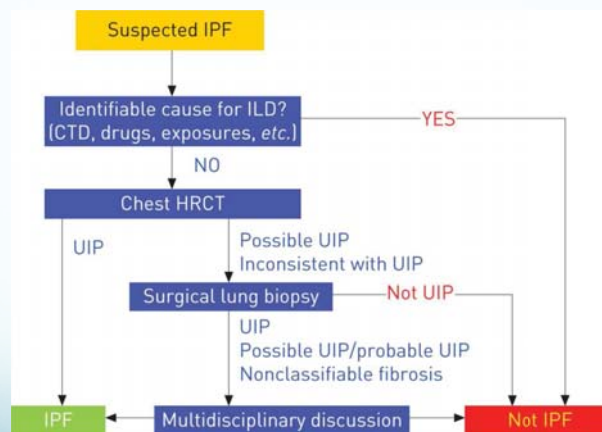 Suspected IPF
Identifiable cause for ILD?
(CTD, drugs, exposures, etc.)
YES
NO
Chest HRCT
UIP
Possible UIP
Inconsistent with UIP
Surgical lung biopsy
Not UIP
UIP
Possible UIP/probable UIP
Nonclassifiable fibrosis
IPF
Multidisciplinary discussion
Not IPF